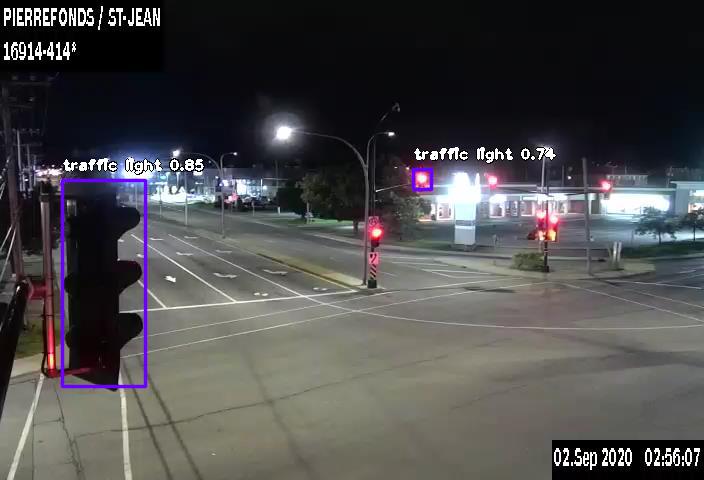 PIERREFONDS / ST-JEAN
16914-414*
traffic light 0.74
traffic light 0.85
02.Sep 2020 02:56:07